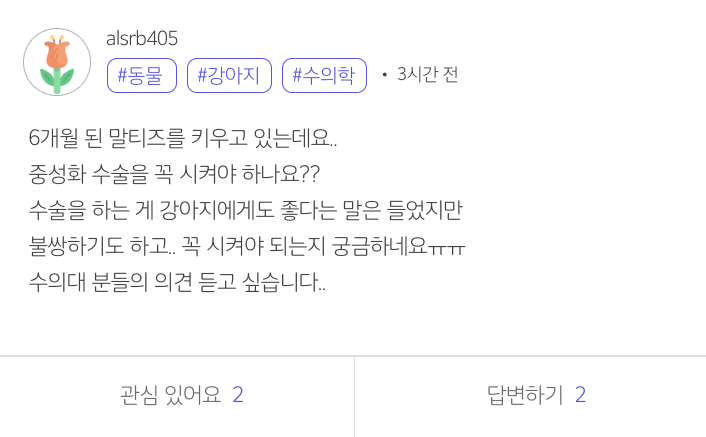 alsrb405
#동물 #강아지 #수의학 • 3시간 전
6개월 된 말티즈를 키우고 있는데요..
중성화 수술을 꼭 시켜야 하나요??
수술을 하는 게 강아지에게도 좋다는 말은 들었지만
불쌍하기도 하고.. 꼭 시켜야 되는지 궁금하네요ㅠㅠ
수의대 분들의 의견 듣고 싶습니다..
관심 있어요 2 답변하기 2